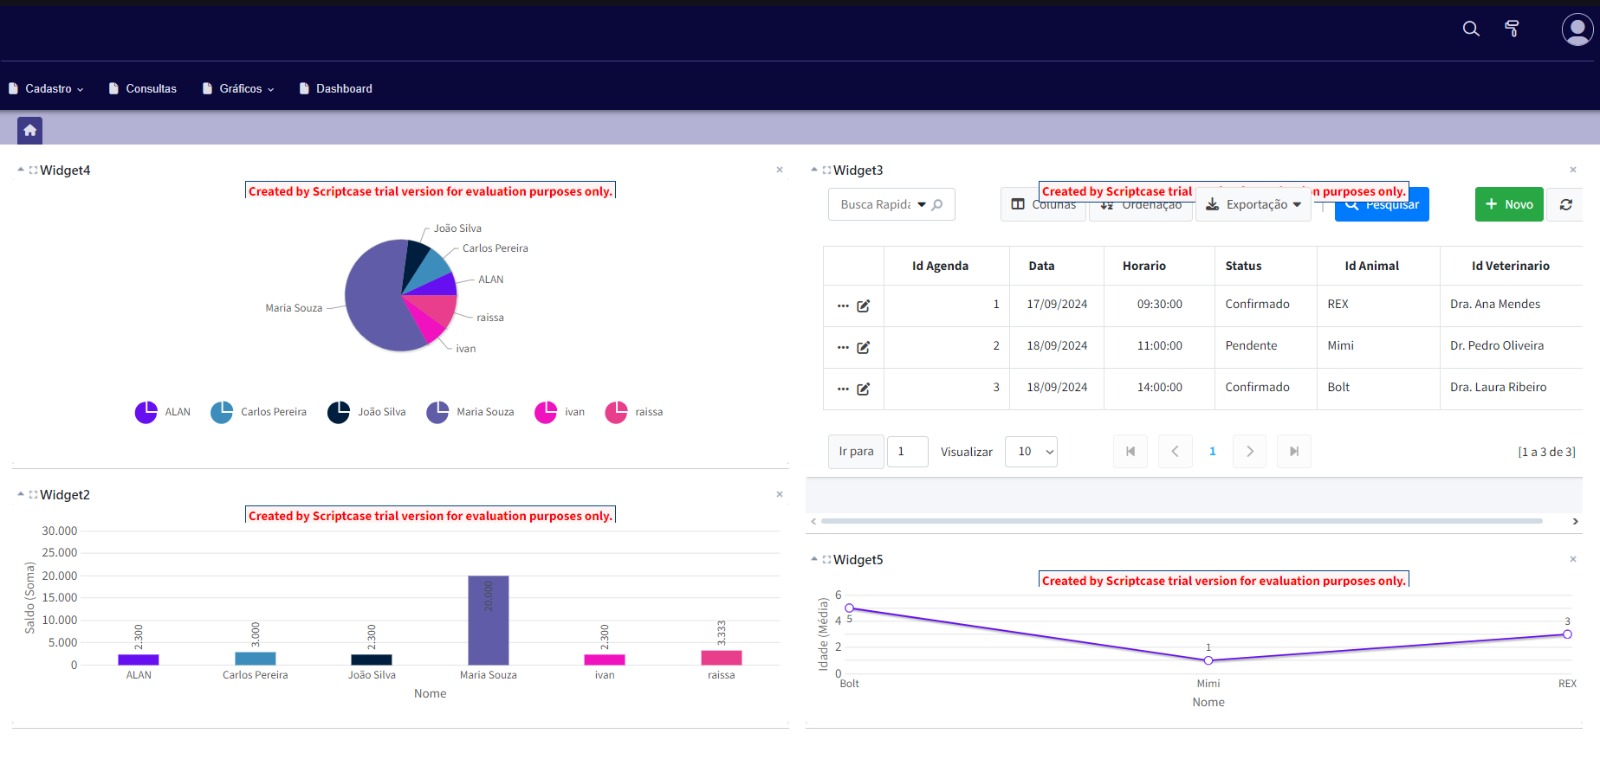 Cadastro
Consultas
Gráficos
Dashboard
Widget4
Created by Scriptcase trial version for evaluation purposes only.
João Silva
Carlos Pereira
ALAN
Maria Souza
raissa
ivan
ALAN Carlos Pereira João Silva Maria Souza ivan raissa
Widget2
Created by Scriptcase trial version for evaluation purposes only.
30.000
25.000
20.000
15.000
10.000
5.000
0
Saldo (Soma)
2.300 3.000 2.300 20.000 2.300 3.333
ALAN Carlos Pereira João Silva Maria Souza ivan raissa
Nome
Widget3
Created by Scriptcase trial version for evaluation purposes only.
Busca Rapida Colunas Ordenação Exportação Pesquisar Novo
Id Agenda Data Horario Status Id Animal Id Veterinario
1 17/09/2024 09:30:00 Confirmado REX Dra. Ana Mendes
2 18/09/2024 11:00:00 Pendente Mimi Dr. Pedro Oliveira
3 18/09/2024 14:00:00 Confirmado Bolt Dra. Laura Ribeiro
Ir para 1 Visualizar 10 1 [1 a 3 de 3]
Widget5
Created by Scriptcase trial version for evaluation purposes only.
6
4
2
0
Idade (Média)
5 1 3
Bolt Mimi REX
Nome